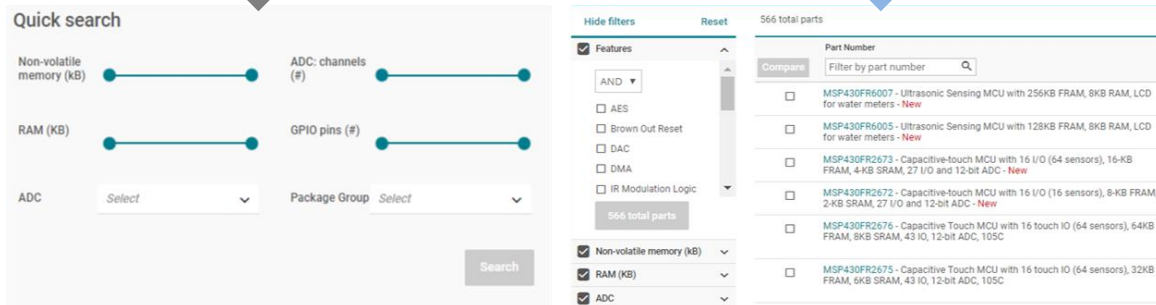 Quick search
Non-volatile
memory (kB)
ADC: channels
(#)
RAM (KB)
GPIO pins (#)
ADC
Select
Package Group
Select
Search
Hide filters
Reset
Features
AND
AES
Brown Out Reset
DAC
DMA
IR Modulation Logic
566 total parts
Non-volatile memory (kB)
RAM (KB)
ADC
566 total parts
Part Number
Compare
Filter by part number
MSP430FR6007 - Ultrasonic Sensing MCU with 256KB FRAM, 8KB RAM, LCD
for water meters - New
MSP430FR6005 - Ultrasonic Sensing MCU with 128KB FRAM, 8KB RAM, LCD
for water meters - New
MSP430FR2673 - Capacitive-touch MCU with 16 I/O (64 sensors), 16-KB
FRAM, 4-KB SRAM, 27 I/O and 12-bit ADC - New
MSP430FR2672 - Capacitive-touch MCU with 16 I/O (16 sensors), 8-KB FRAM,
2-KB SRAM, 27 I/O and 12-bit ADC - New
MSP430FR2676 - Capacitive Touch MCU with 16 touch IO (64 sensors), 64KB
FRAM, 8KB SRAM, 43 IO, 12-bit ADC, 105C
MSP430FR2675 - Capacitive Touch MCU with 16 touch IO (64 sensors), 32KB
FRAM, 6KB SRAM, 43 IO, 12-bit ADC, 105C